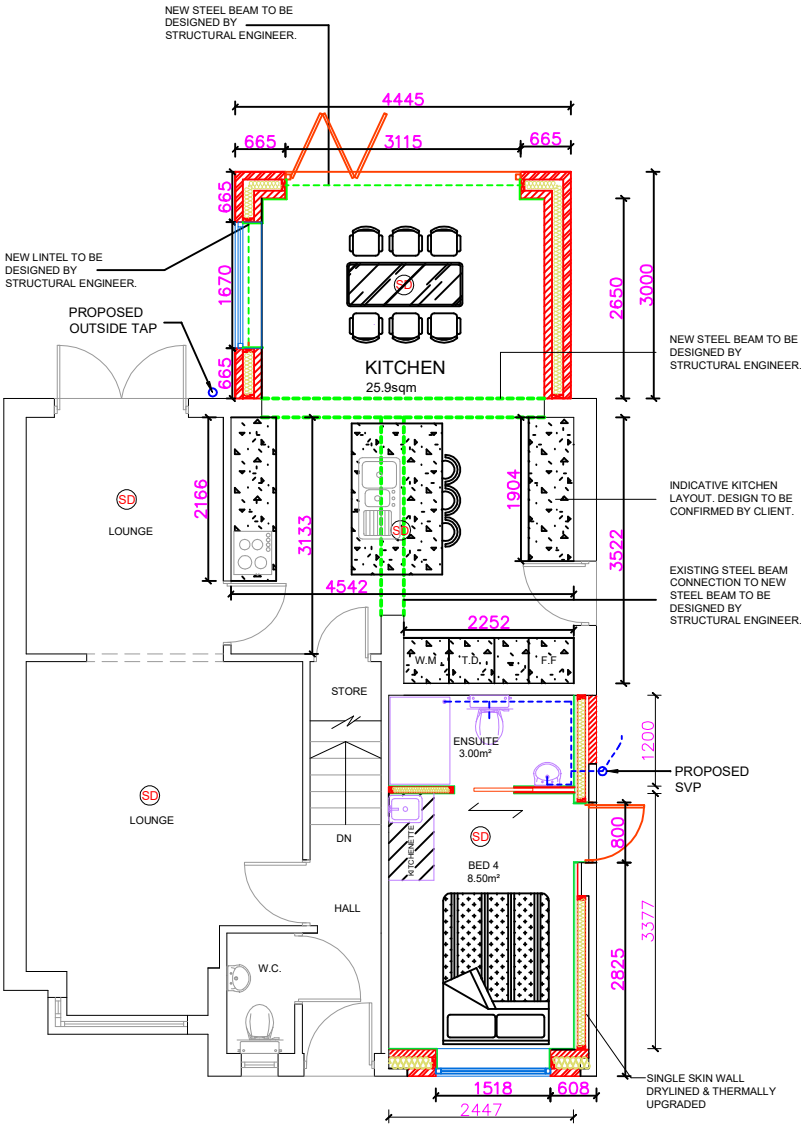 NEW STEEL BEAM TO BE
DESIGNED BY
STRUCTURAL ENGINEER.
4445
665
3115
665
665
1670
665
NEW LINTEL TO BE
DESIGNED BY
STRUCTURAL ENGINEER.
PROPOSED
OUTSIDE TAP
SD
KITCHEN
25.9sqm
2650
3000
NEW STEEL BEAM TO BE
DESIGNED BY
STRUCTURAL ENGINEER.
SD
LOUNGE
2166
3133
SD
1904
3522
INDICATIVE KITCHEN
LAYOUT. DESIGN TO BE
CONFIRMED BY CLIENT.
4542
EXISTING STEEL BEAM
CONNECTION TO NEW
STEEL BEAM TO BE
DESIGNED BY
STRUCTURAL ENGINEER.
2252
W.M
T.D.
F.F
STORE
ENSUITE
3.00m²
1200
PROPOSED
SVP
SD
LOUNGE
DN
KITCHENETTE
SD
BED 4
8.50m²
800
3377
2825
HALL
W.C.
1518
608
2447
SINGLE SKIN WALL
DRYLINED & THERMALLY
UPGRADED